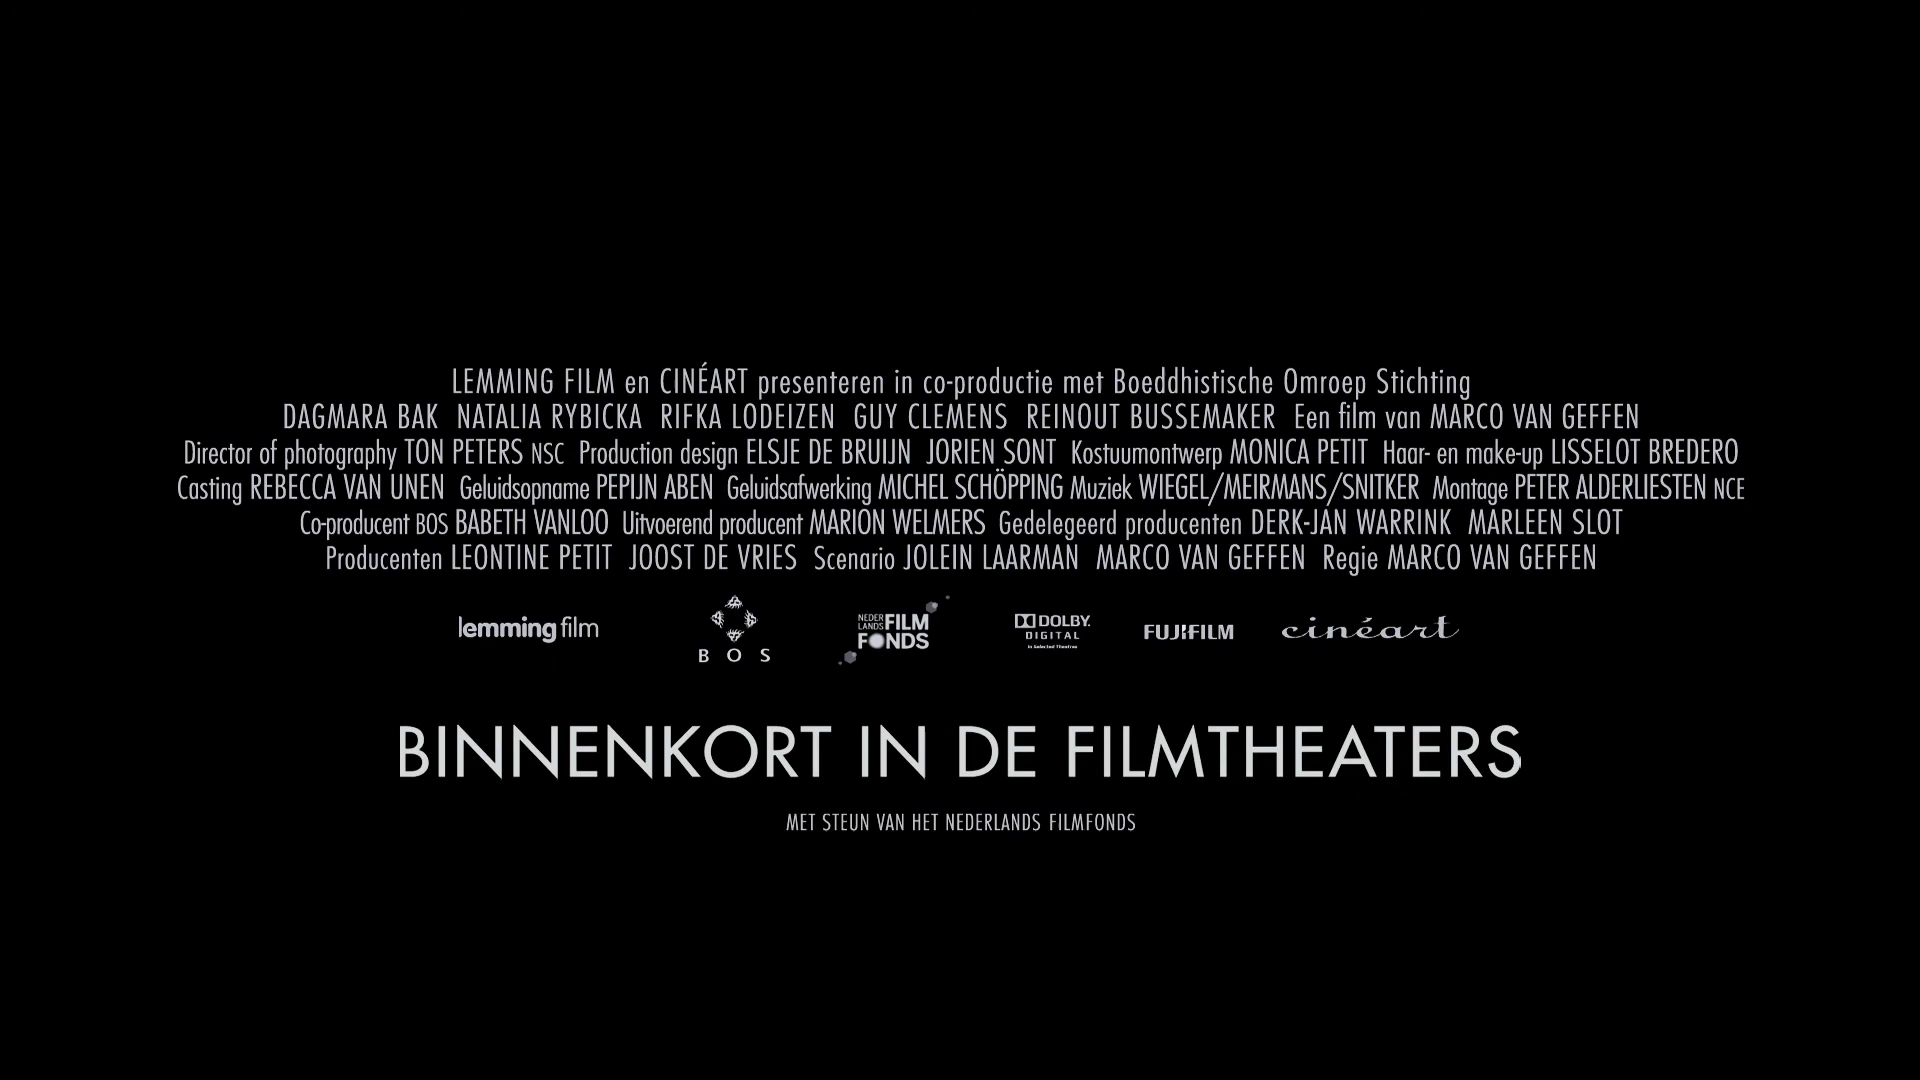 LEMMING FILM en CINÉART presenteren in co-productie met Boeddhistische Omroep Stichting
DAGMARA BAK NATALIA RYBICKA RIFKA LODEIZEN GUY CLEMENS REINOUT BUSSEMAKER Een film van MARCO VAN GEFFEN
Director of photography TON PETERS NSC Production design ELSJE DE BRUIJN JORIEN SONT Kostuumontwerp MONICA PETIT Haar- en make-up LISSELOT BREDERO
Casting REBECCA VAN UNEN Geluidsopname PEPIJN ABEN Geluidsafwerking MICHEL SCHÖPPING Muziek WIEGEL/MEIRMANS/SNITKER Montage PETER ALDERLIESTEN NCE
Co-producent BOS BABETH VANLOO Uitvoerend producent MARION WELMERS Gedelegeerd producenten DERK-JAN WARRINK MARLEEN SLOT
Producenten LEONTINE PETIT JOOST DE VRIES Scenario JOLEIN LAARMAN MARCO VAN GEFFEN Regie MARCO VAN GEFFEN
lemming film
BOS
NEDER LANDS FILM FONDS
DOLBY DIGITAL
In Selected Theatres
FUJIFILM
cinéart
BINNENKORT IN DE FILMTHEATERS
MET STEUN VAN HET NEDERLANDS FILMFONDS